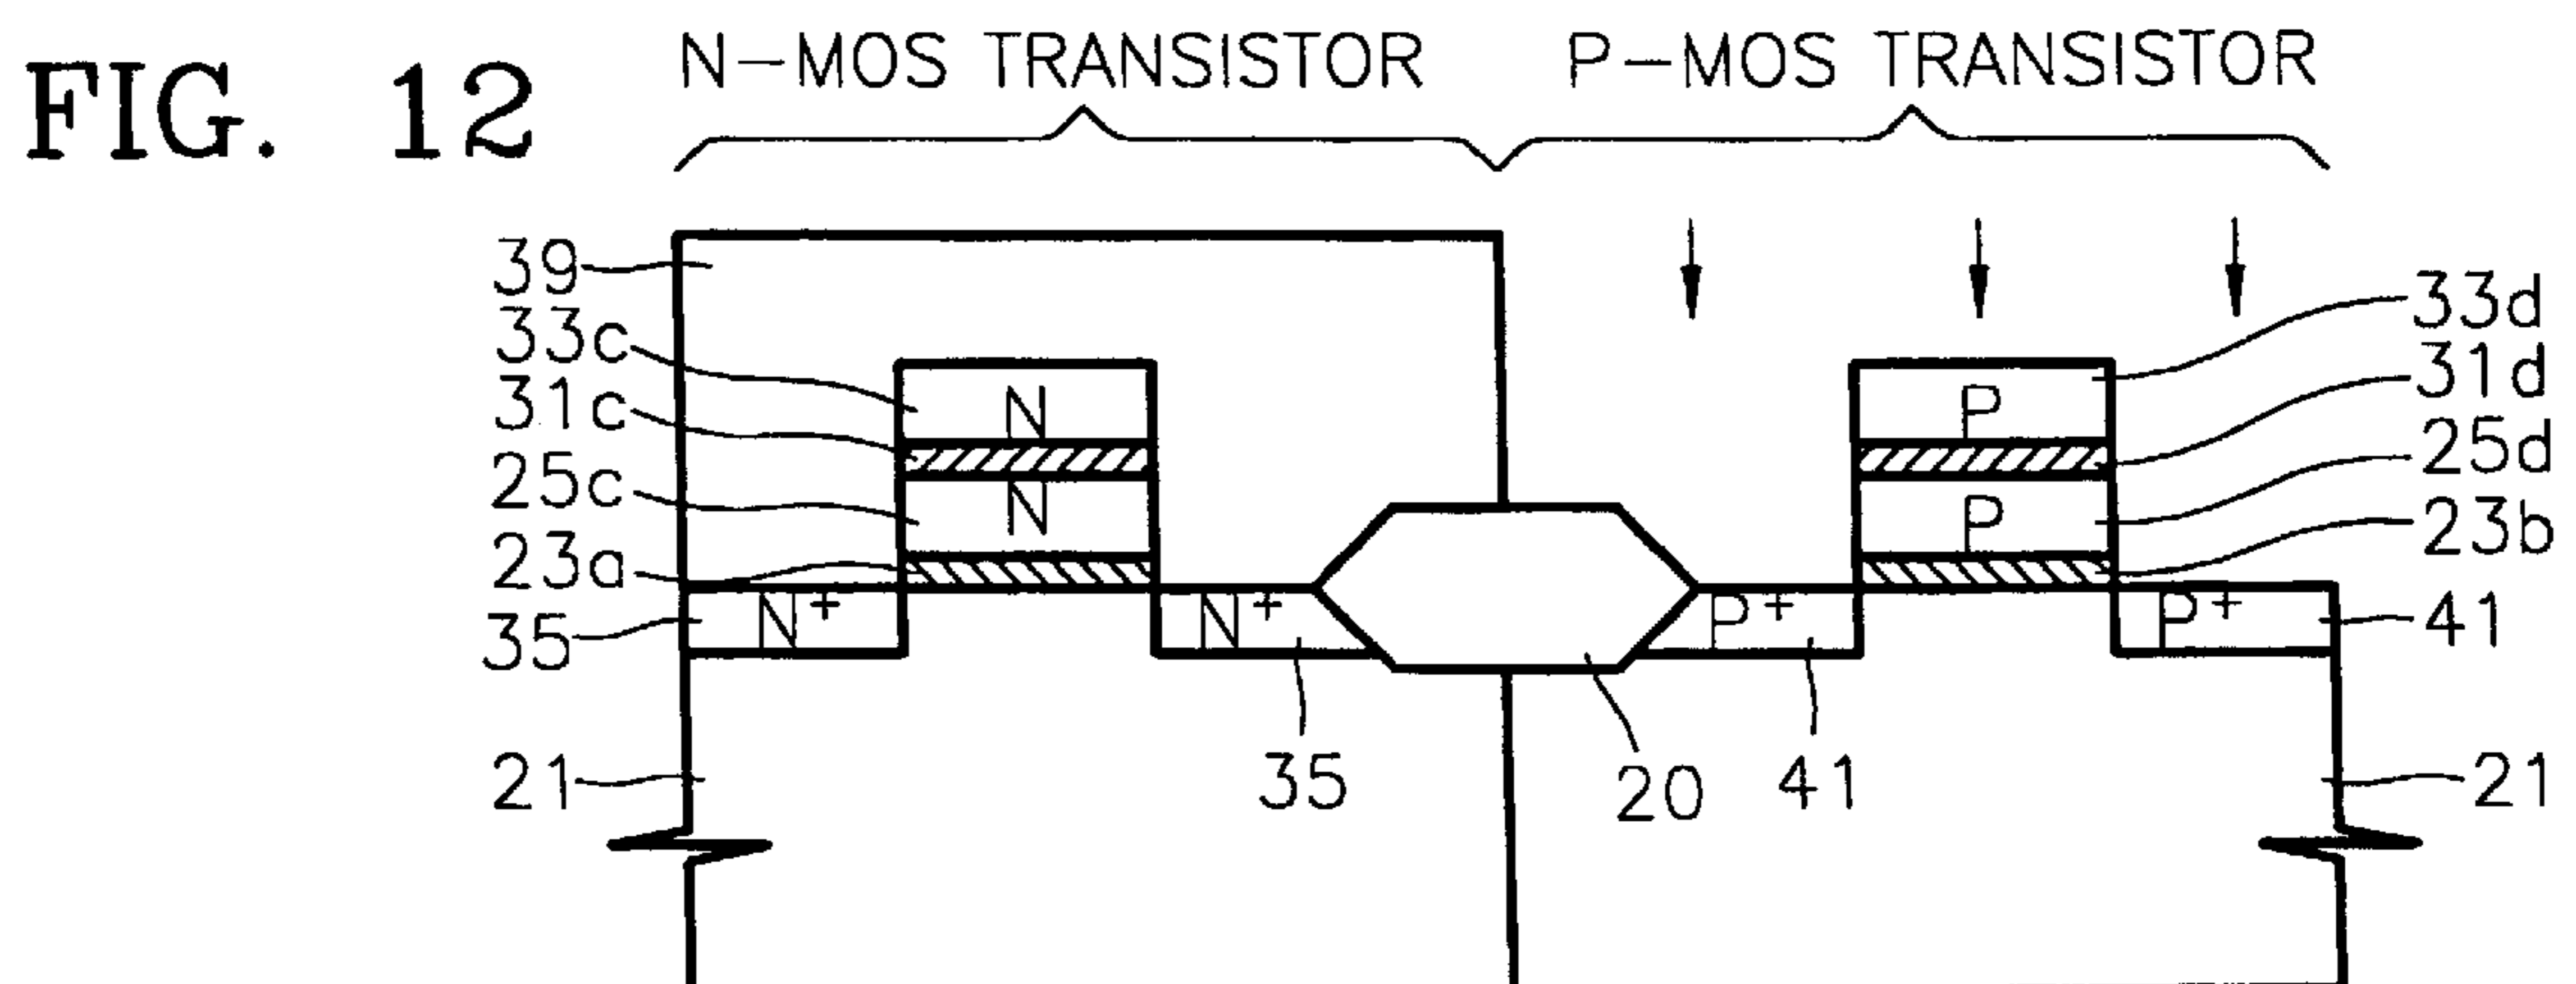 FIG. 12
N-MOS TRANSISTOR P-MOS TRANSISTOR
39
33c
31c
25c
23a
35
21
N
N
N+
N+
35
20
P
P
P+
P+
41
33d
31d
25d
23b
41
21